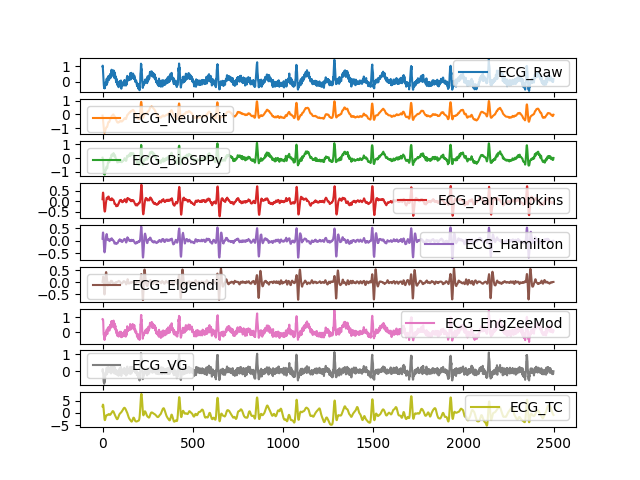 1
0
ECG_Raw
1
0
−1
ECG_NeuroKit
1
0
−1
ECG_BioSPPy
0.5
0.0
−0.5
ECG_PanTompkins
0.5
0.0
−0.5
ECG_Hamilton
0.5
0.0
−0.5
ECG_Elgendi
1
0
ECG_EngZeeMod
1
0
ECG_VG
5
0
−5
ECG_TC
0 500 1000 1500 2000 2500